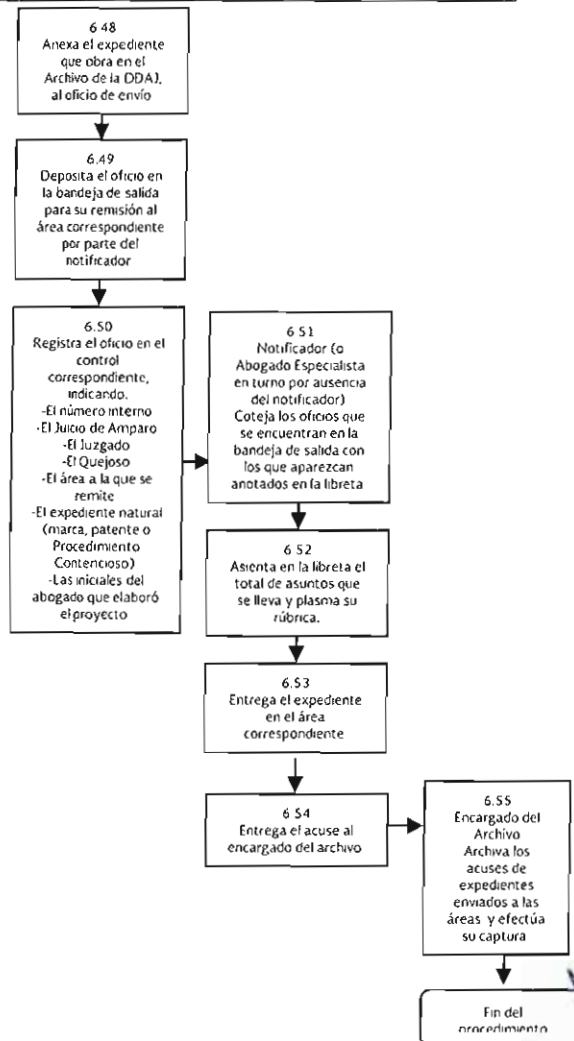 6.48
Anexa el expediente
que obra en el
Archivo de la DDAJ,
al oficio de envío
6.49
Deposita el oficio en
la bandeja de salida
para su remisión al
área correspondiente
por parte del
notificador
6.50
Registra el oficio en el
control
correspondiente,
indicando.
-El número interno
-El Juicio de Amparo
-El Juzgado
-El Quejoso
-El área a la que se
remite
-El expediente natural
(marca, patente o
Procedimiento
Contencioso)
-Las iniciales del
abogado que elaboró
el proyecto
6 51
Notificador (o
Abogado Especialista
en turno por ausencia
del notificador)
Coteja los oficios que
se encuentran en la
bandeja de salida con
los que aparezcan
anotados en la libreta
6 52
Asienta en la libreta el
total de asuntos que
se lleva y plasma su
rúbrica.
6.53
Entrega el expediente
en el área
correspondiente
6 54
Entrega el acuse al
encargado del archivo
6.55
Encargado del
Archivo
Archiva los
acuses de
expedientes
enviados a las
áreas y efectúa
su captura
Fin del
procedimiento